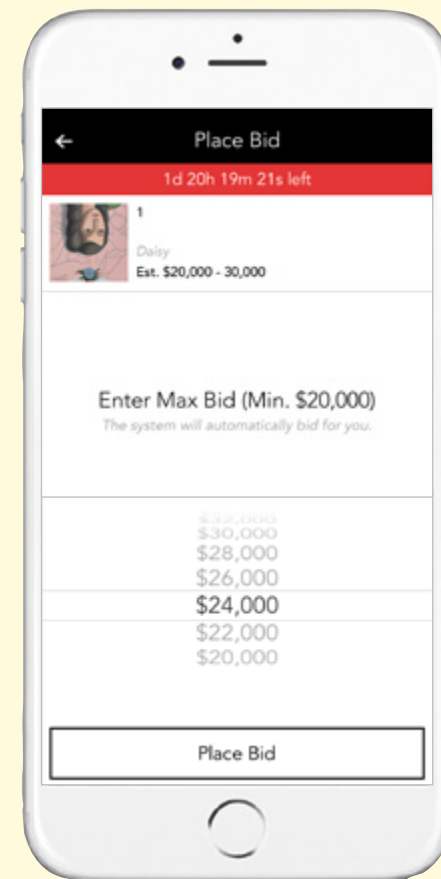 Place Bid
1d 20h 19m 21s left
1
Daisy
Est. $20,000 - 30,000
Enter Max Bid (Min. $20,000)
The system will automatically bid for you.
$32,000
$30,000
$28,000
$26,000
$24,000
$22,000
$20,000
Place Bid